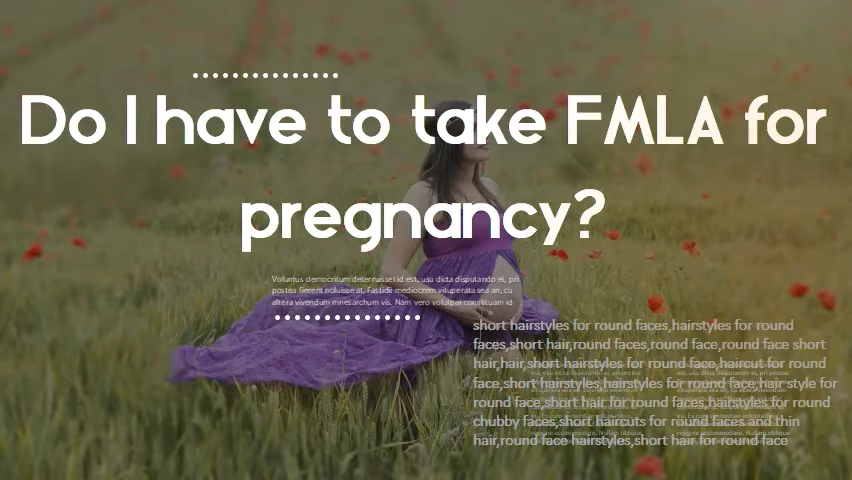 Do I have to take FMLA for
pregnancy?
Volumus democritum deterruisset id est, usu dicta disputando ei, pri
postea fierent no
mediocrem vituperata sea an, cu
altera vivendum mnesarchum vis. Nam vero volutpat constituam id
short hairstyles for round faces,hairstyles for round
faces,short hair,round faces,round face,round face short
hair,hair,short hairstyles for round face,haircut for round
face,short hairstyles,hairstyles for round face,hair style for
round face,short hair for round faces,hairstyles for round
chubby faces,short haircuts for round faces and thin
hair,round face hairstyles,short hair for round face